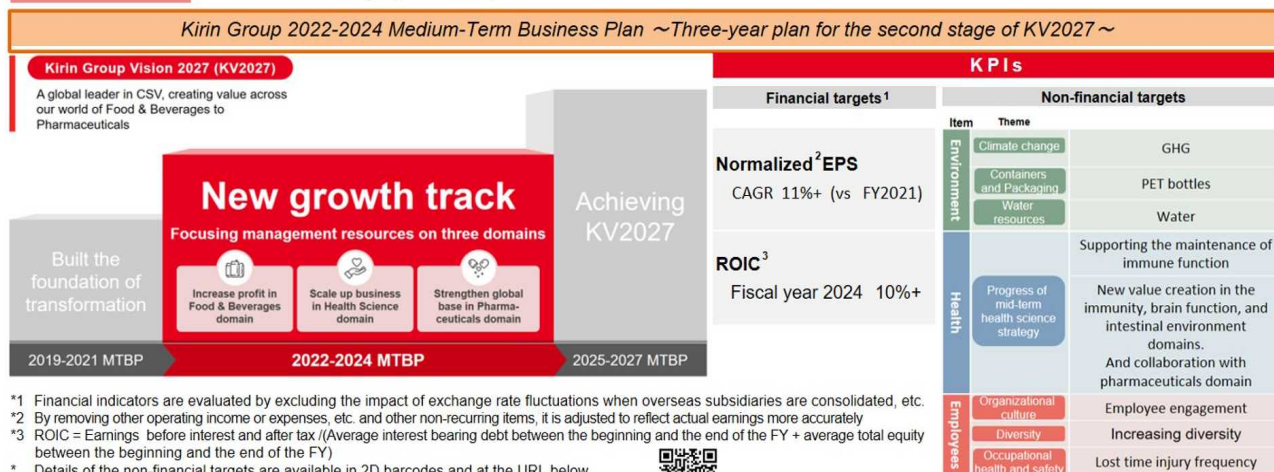 Kirin Group 2022-2024 Medium-Term Business Plan ～Three-year plan for the second stage of KV2027～
Kirin Group Vision 2027 (KV2027)
A global leader in CSV, creating value across
our world of Food & Beverages to
Pharmaceuticals
Built the
foundation of
transformation
New growth track
Focusing management resources on three domains
Increase profit in
Food & Beverages
domain
Scale up business
in Health Science
domain
Strengthen global
base in Pharma-
ceuticals domain
Achieving
KV2027
2019-2021 MTBP
2022-2024 MTBP
2025-2027 MTBP
KPIs
Financial targets1
Normalized2EPS
CAGR 11%+ (vs FY2021)
ROIC3
Fiscal year 2024 10%+
Non-financial targets
Item Theme
Environment
Climate change
GHG
Containers
and Packaging
PET bottles
Water
resources
Water
Health
Progress of
mid-term
health science
strategy
Supporting the maintenance of
immune function
New value creation in the
immunity, brain function, and
intestinal environment
domains.
And collaboration with
pharmaceuticals domain
Employees
Organizational
culture
Employee engagement
Diversity
Increasing diversity
Occupational
health and safety
Lost time injury frequency
*1 Financial indicators are evaluated by excluding the impact of exchange rate fluctuations when overseas subsidiaries are consolidated, etc.
*2 By removing other operating income or expenses, etc. and other non-recurring items, it is adjusted to reflect actual earnings more accurately
*3 ROIC = Earnings before interest and after tax /(Average interest bearing debt between the beginning and the end of the FY + average total equity
between the beginning and the end of the FY)
* Details of the non-financial targets are available in 2D barcodes and at the URL below